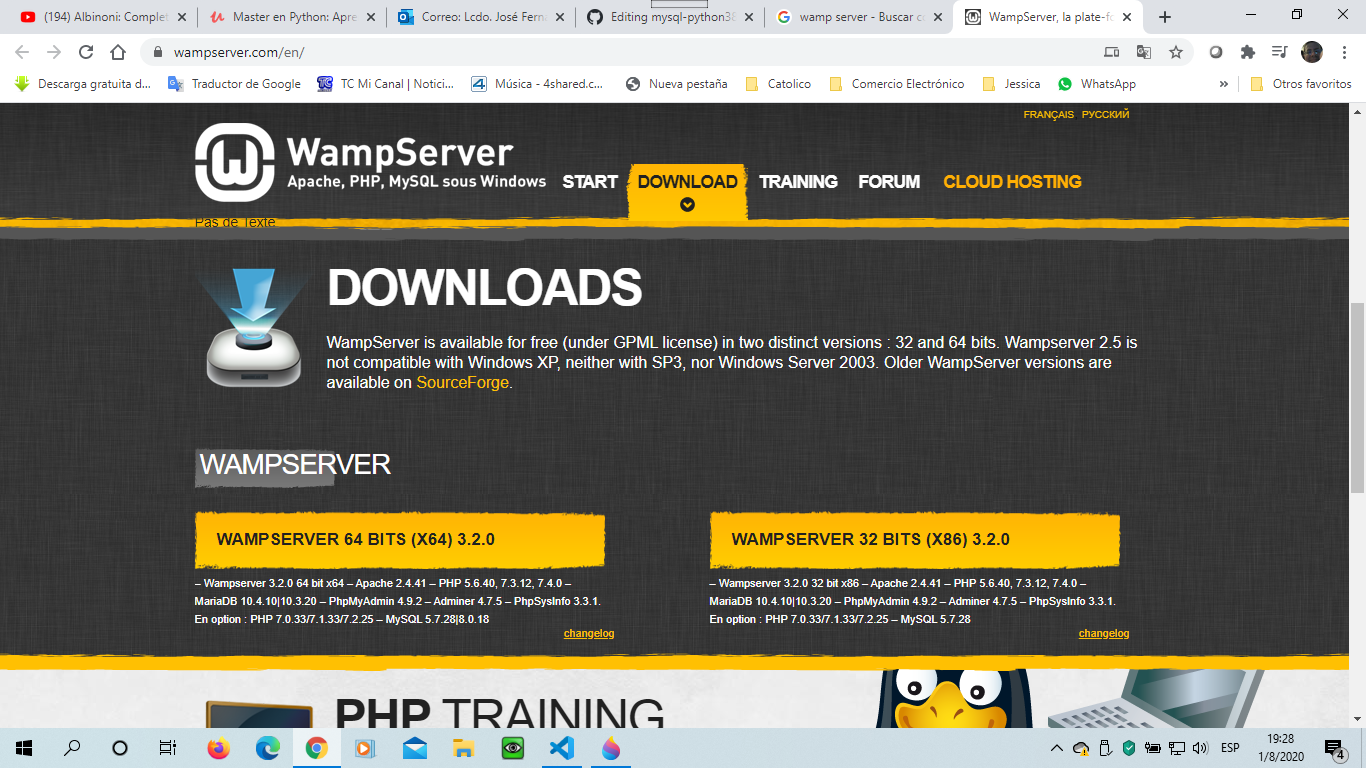 (194) Albinoni: Complet
Master en Python: Apre
Correo: Lcdo. José Fern
Editing mysql-python38
wamp server - Buscar c
WampServer, la plate-fo
wampserver.com/en/
Descarga gratuita d...
Traductor de Google
TC Mi Canal | Notici...
Música - 4shared.c...
Nueva pestaña
Catolico
Comercio Electrónico
Jessica
WhatsApp
»
Otros favoritos
FRANÇAIS РУССКИЙ
WampServer
Apache, PHP, MySQL sous Windows
START
DOWNLOAD
TRAINING
FORUM
CLOUD HOSTING
Pas de Texte
DOWNLOADS
WampServer is available for free (under GPML license) in two distinct versions : 32 and 64 bits. Wampserver 2.5 is
not compatible with Windows XP, neither with SP3, nor Windows Server 2003. Older WampServer versions are
available on SourceForge.
WAMPSERVER
WAMPSERVER 64 BITS (X64) 3.2.0
– Wampserver 3.2.0 64 bit x64 – Apache 2.4.41 – PHP 5.6.40, 7.3.12, 7.4.0 –
MariaDB 10.4.10|10.3.20 – PhpMyAdmin 4.9.2 – Adminer 4.7.5 – PhpSysInfo 3.3.1.
En option : PHP 7.0.33/7.1.33/7.2.25 – MySQL 5.7.28|8.0.18
changelog
WAMPSERVER 32 BITS (X86) 3.2.0
– Wampserver 3.2.0 32 bit x86 – Apache 2.4.41 – PHP 5.6.40, 7.3.12, 7.4.0 –
MariaDB 10.4.10|10.3.20 – PhpMyAdmin 4.9.2 – Adminer 4.7.5 – PhpSysInfo 3.3.1.
En option : PHP 7.0.33/7.1.33/7.2.25 – MySQL 5.7.28
changelog
PHP TRAINING
ESP
19:28
1/8/2020
4